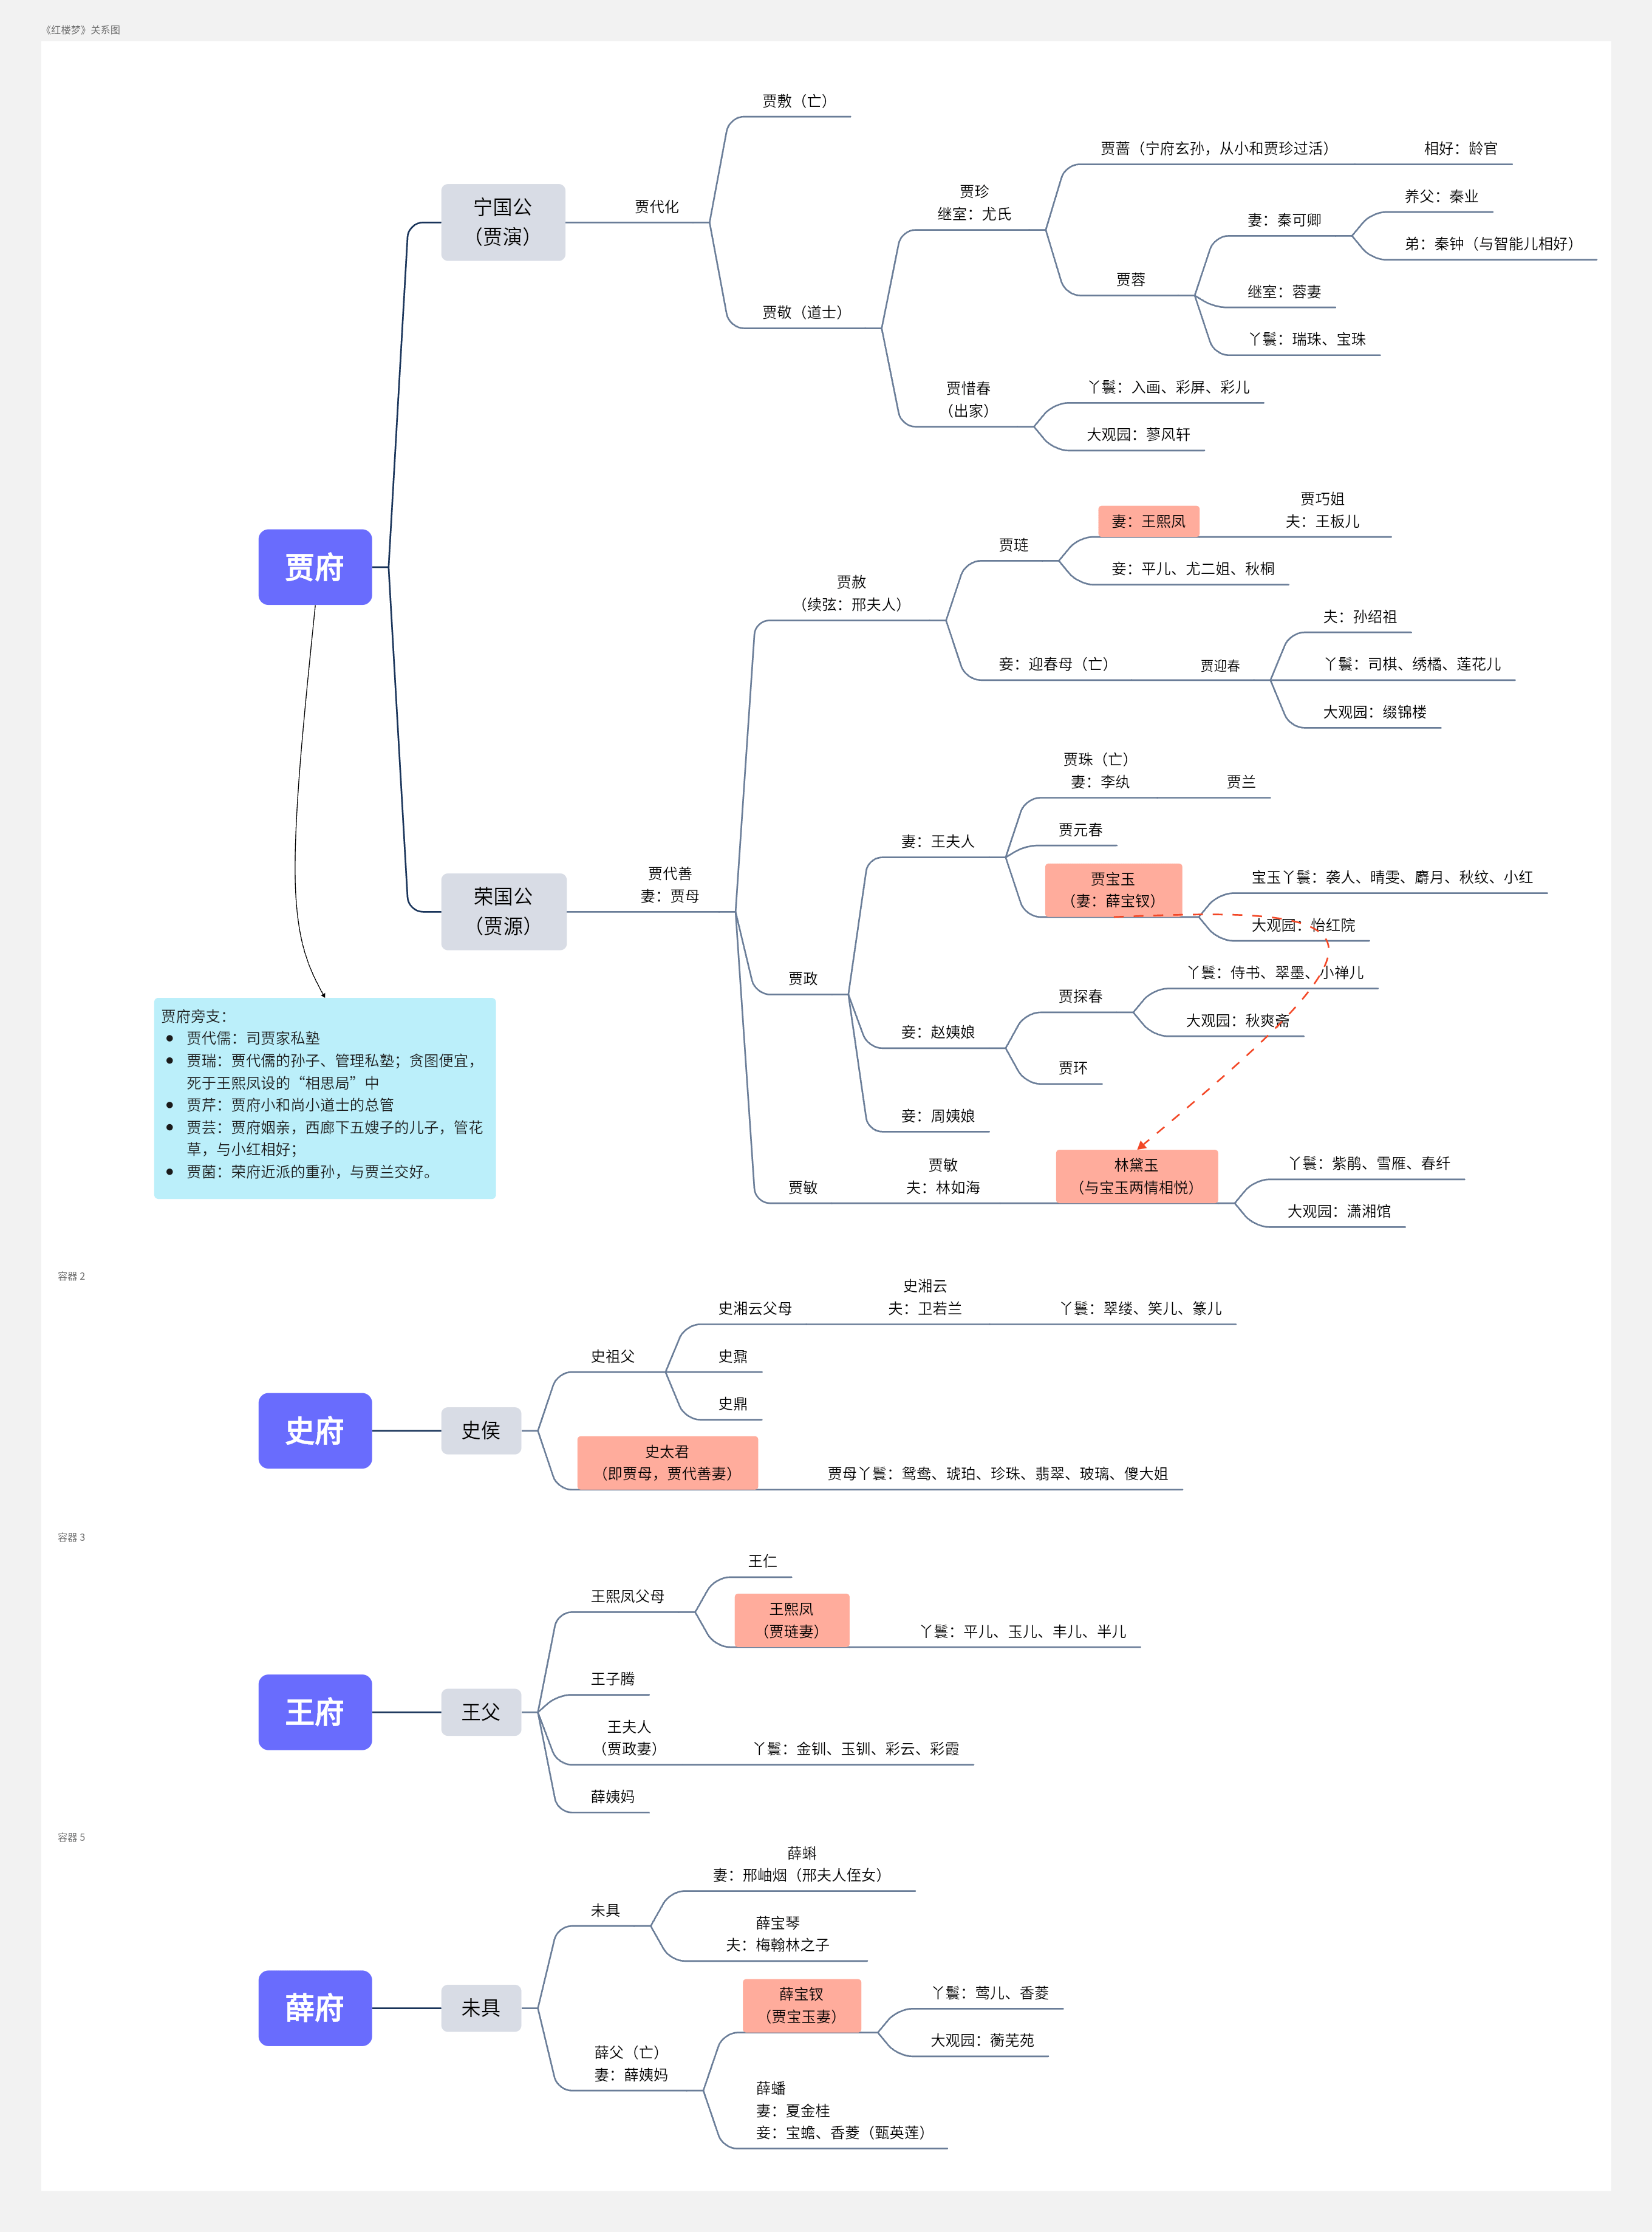 《红楼梦》关系图
贾敷（亡）
贾蔷（宁府玄孙，从小和贾珍过活）
相好：龄官
宁国公
（贾演）
贾代化
贾珍
继室：尤氏
养父：秦业
妻：秦可卿
弟：秦钟（与智能儿相好）
贾蓉
继室：蓉妻
贾敬（道士）
丫鬟：瑞珠、宝珠
贾惜春
（出家）
丫鬟：入画、彩屏、彩儿
大观园：蓼风轩
贾府
贾巧姐
夫：王板儿
妻：王熙凤
贾琏
妾：平儿、尤二姐、秋桐
贾赦
（续弦：邢夫人）
夫：孙绍祖
妾：迎春母（亡）
贾迎春
丫鬟：司棋、绣橘、莲花儿
大观园：缀锦楼
贾珠（亡）
妻：李纨
贾兰
贾元春
妻：王夫人
荣国公
（贾源）
贾代善
妻：贾母
贾宝玉
（妻：薛宝钗）
宝玉丫鬟：袭人、晴雯、麝月、秋纹、小红
大观园：怡红院
贾政
丫鬟：侍书、翠墨、小禅儿
贾探春
大观园：秋爽斋
妾：赵姨娘
贾环
妾：周姨娘
贾敏
贾敏
夫：林如海
林黛玉
（与宝玉两情相悦）
丫鬟：紫鹃、雪雁、春纤
大观园：潇湘馆
贾府旁支：
● 贾代儒：司贾家私塾
● 贾瑞：贾代儒的孙子、管理私塾；贪图便宜，
死于王熙凤设的“相思局”中
● 贾芹：贾府小和尚小道士的总管
● 贾芸：贾府姻亲，西廊下五嫂子的儿子，管花
草，与小红相好；
● 贾菌：荣府近派的重孙，与贾兰交好。
容器 2
史湘云父母
史湘云
夫：卫若兰
丫鬟：翠缕、笑儿、篆儿
史祖父
史鼐
史鼎
史府
史侯
史太君
（即贾母，贾代善妻）
贾母丫鬟：鸳鸯、琥珀、珍珠、翡翠、玻璃、傻大姐
容器 3
王仁
王熙凤父母
王熙凤
（贾琏妻）
丫鬟：平儿、玉儿、丰儿、半儿
王子腾
王府
王父
王夫人
（贾政妻）
丫鬟：金钏、玉钏、彩云、彩霞
薛姨妈
容器 5
薛蝌
妻：邢岫烟（邢夫人侄女）
未具
薛宝琴
夫：梅翰林之子
薛府
未具
薛宝钗
（贾宝玉妻）
丫鬟：莺儿、香菱
大观园：蘅芜苑
薛父（亡）
妻：薛姨妈
薛蟠
妻：夏金桂
妾：宝蟾、香菱（甄英莲）